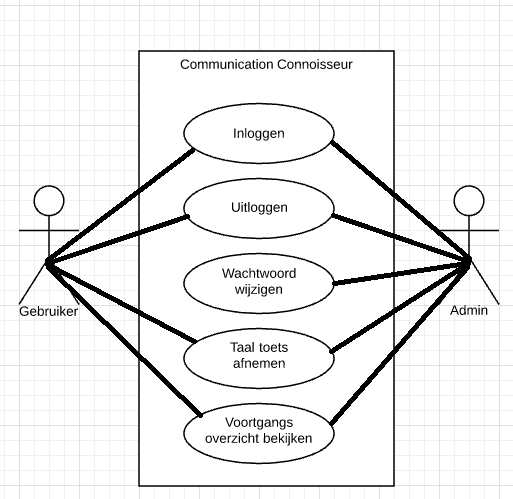 Communication Connoisseur
Inloggen
Uitloggen
Wachtwoord
wijzigen
Taal toets
afnemen
Voortgangs
overzicht bekijken
Gebruiker
Admin